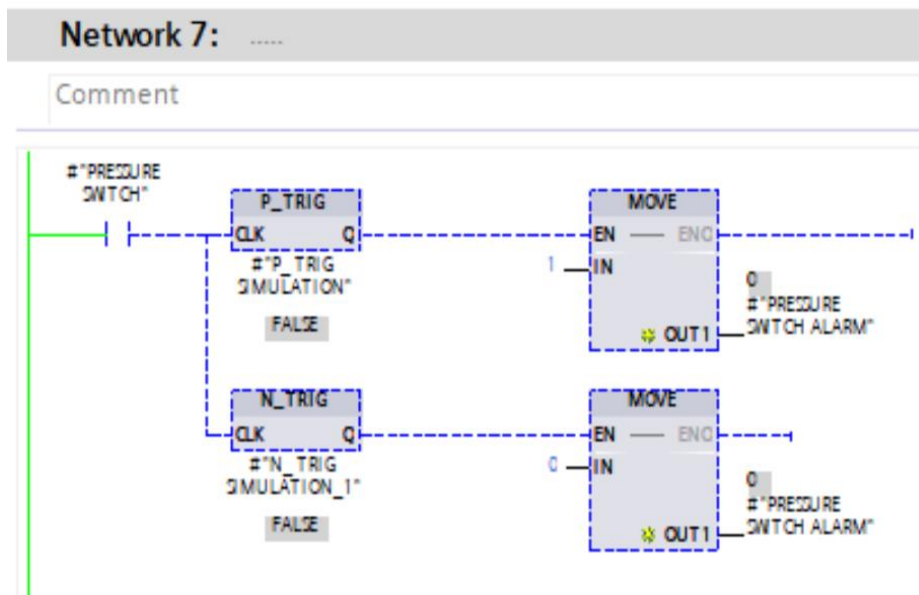 Network 7: .....
Comment
#"PRESSURE
SWITCH"
P_TRIG
CLK Q
#"P_TRIG
SIMULATION"
FALSE
MOVE
EN ENO
1 IN
OUT1
0
#"PRESSURE
SWITCH ALARM"
N_TRIG
CLK Q
#"N_TRIG
SIMULATION_1"
FALSE
MOVE
EN ENO
0 IN
OUT1
0
#"PRESSURE
SWITCH ALARM"